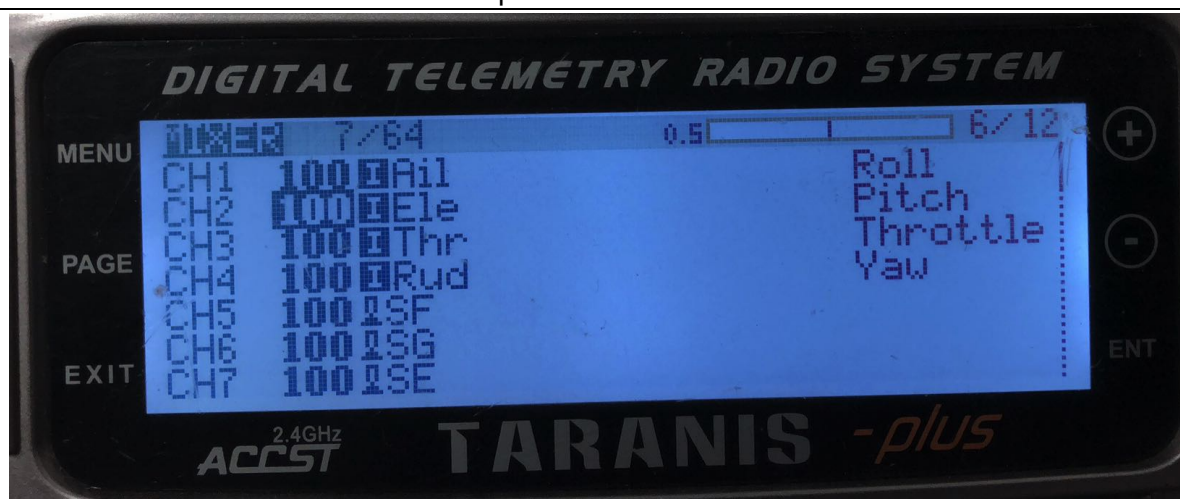 DIGITAL TELEMETRY RADIO SYSTEM
MENU
PAGE
EXIT
MIXER 7/64 0.5 6/12
CH1 100 I Ail Roll
CH2 100 I Ele Pitch
CH3 100 I Thr Throttle
CH4 100 I Rud Yaw
CH5 100 SF
CH6 100 SG
CH7 100 SE
+
-
ENT
2.4GHz
ACCST
TARANIS -plus